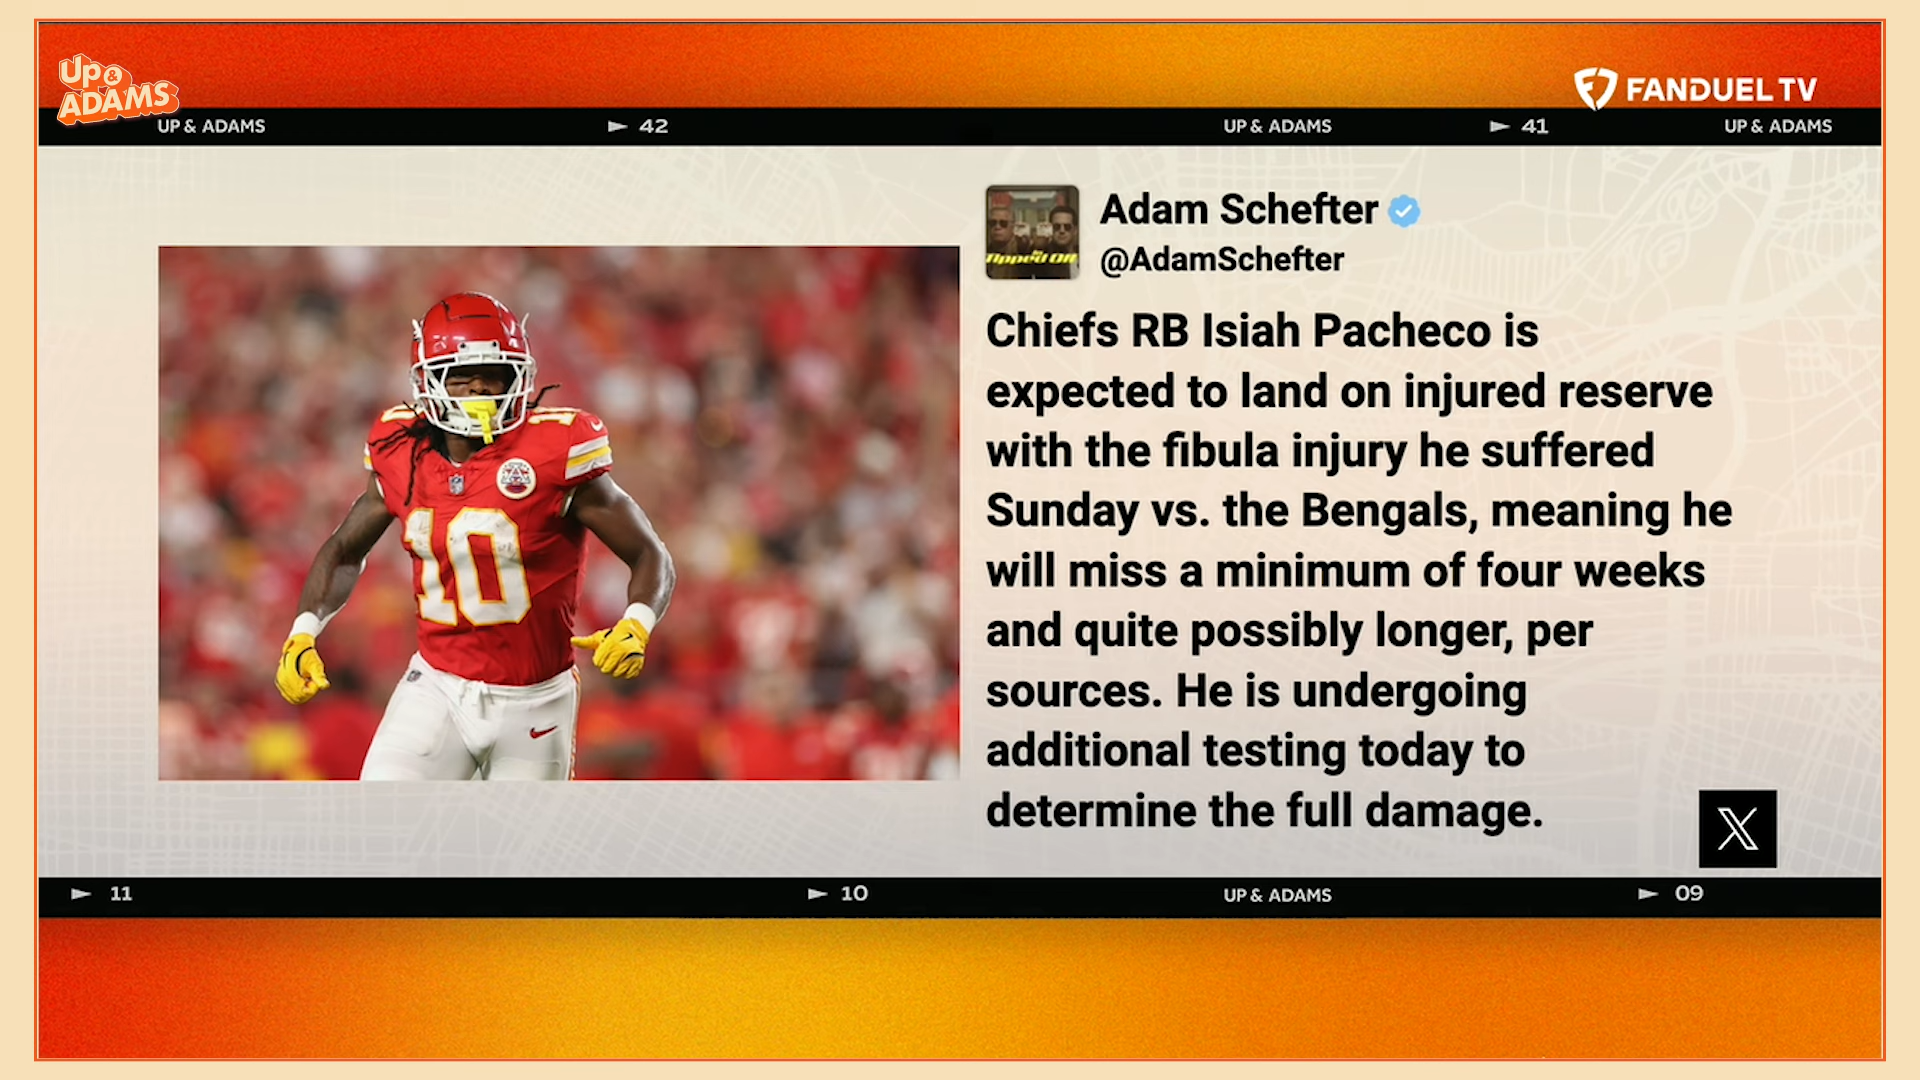 Up &
ADAMS
FANDUEL TV
UP & ADAMS
42
UP & ADAMS
41
UP & ADAMS
Adam Schefter
@AdamSchefter
Chiefs RB Isiah Pacheco is
expected to land on injured reserve
with the fibula injury he suffered
Sunday vs. the Bengals, meaning he
will miss a minimum of four weeks
and quite possibly longer, per
sources. He is undergoing
additional testing today to
determine the full damage.
X
10
11
10
UP & ADAMS
09